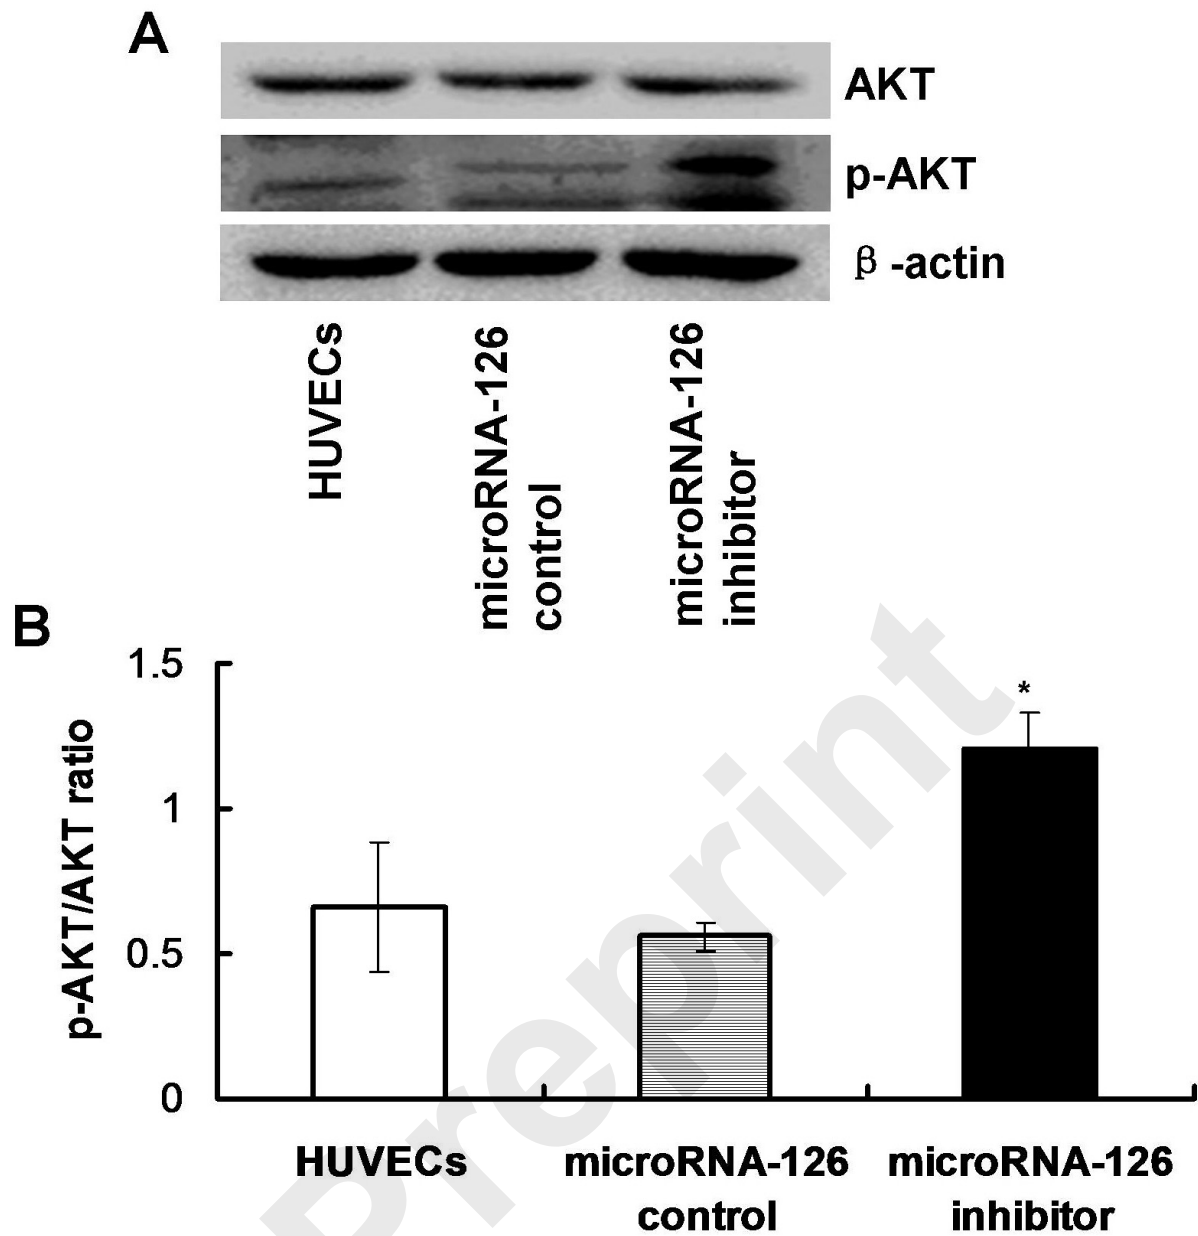 A
AKT
p-AKT
β-actin
HUVECs
microRNA-126
control
microRNA-126
inhibitor
B
p-AKT/AKT ratio
1.5
1
0.5
0
*
HUVECs
microRNA-126
control
microRNA-126
inhibitor
Preprint